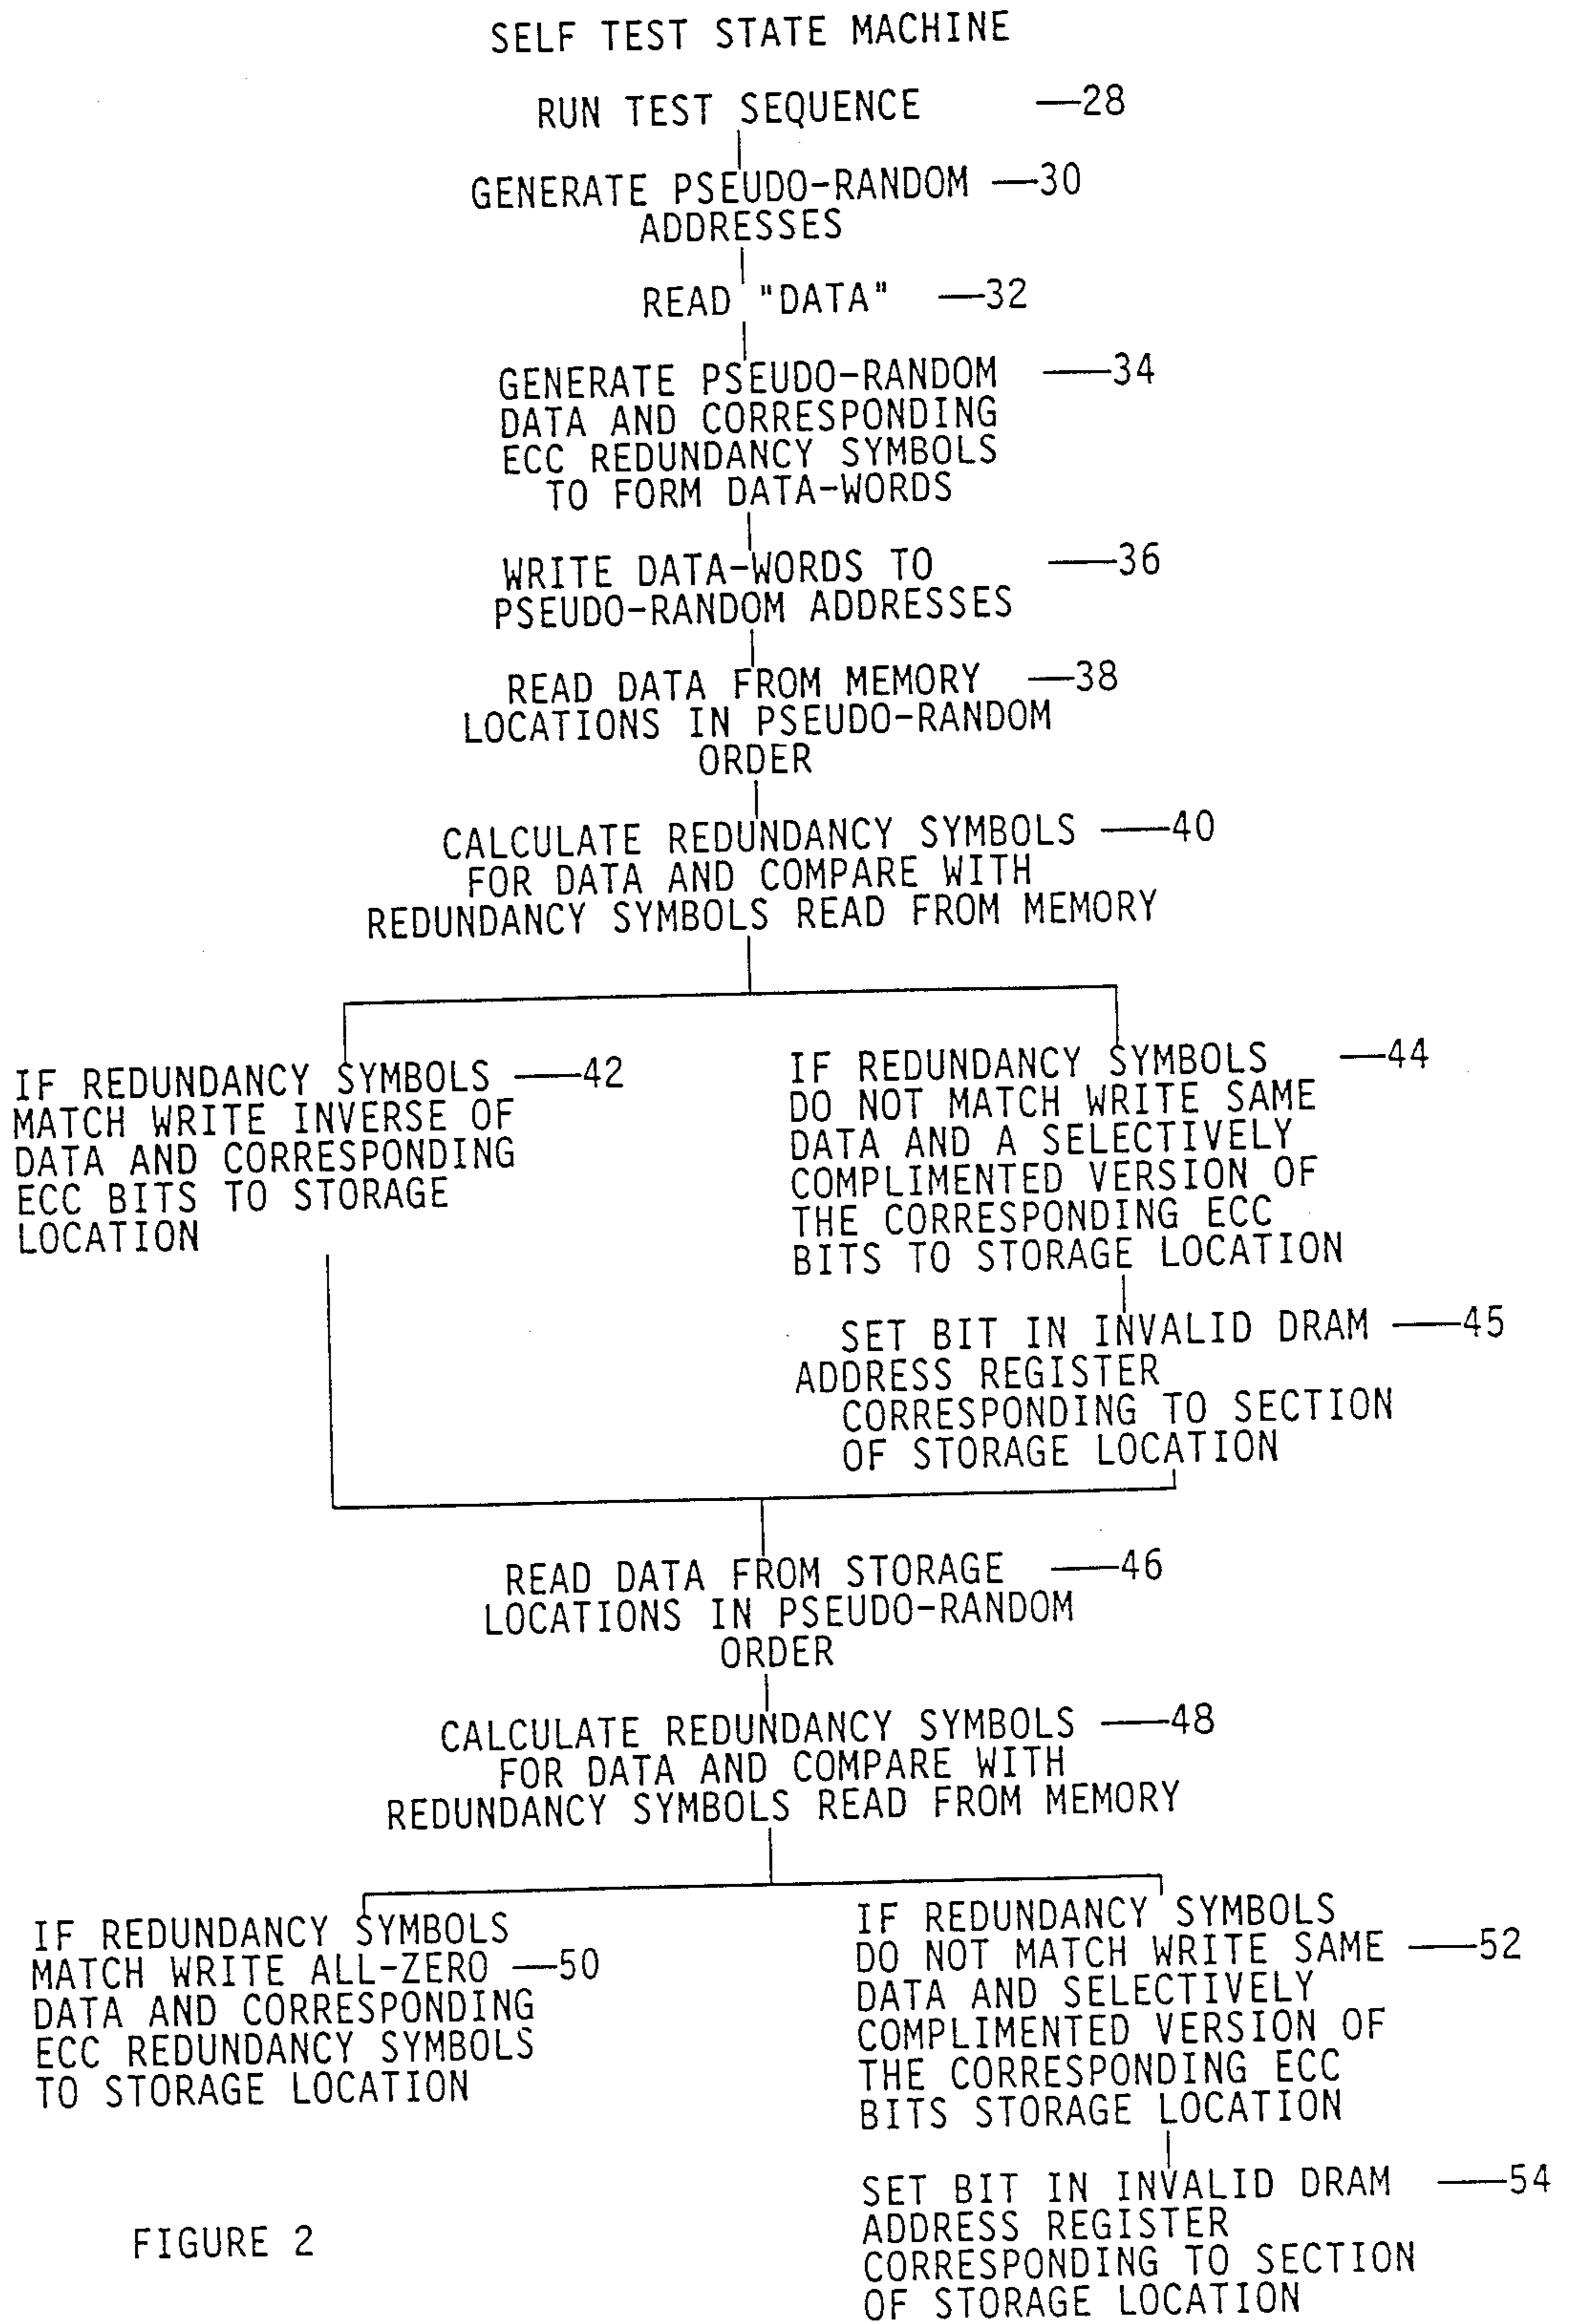 SELF TEST STATE MACHINE
RUN TEST SEQUENCE —28
GENERATE PSEUDO-RANDOM —30
ADDRESSES
READ "DATA" —32
GENERATE PSEUDO-RANDOM —34
DATA AND CORRESPONDING
ECC REDUNDANCY SYMBOLS
TO FORM DATA-WORDS
WRITE DATA-WORDS TO —36
PSEUDO-RANDOM ADDRESSES
READ DATA FROM MEMORY —38
LOCATIONS IN PSEUDO-RANDOM
ORDER
CALCULATE REDUNDANCY SYMBOLS —40
FOR DATA AND COMPARE WITH
REDUNDANCY SYMBOLS READ FROM MEMORY
IF REDUNDANCY SYMBOLS —42
MATCH WRITE INVERSE OF
DATA AND CORRESPONDING
ECC BITS TO STORAGE
LOCATION
IF REDUNDANCY SYMBOLS —44
DO NOT MATCH WRITE SAME
DATA AND A SELECTIVELY
COMPLIMENTED VERSION OF
THE CORRESPONDING ECC
BITS TO STORAGE LOCATION
SET BIT IN INVALID DRAM —45
ADDRESS REGISTER
CORRESPONDING TO SECTION
OF STORAGE LOCATION
READ DATA FROM STORAGE —46
LOCATIONS IN PSEUDO-RANDOM
ORDER
CALCULATE REDUNDANCY SYMBOLS —48
FOR DATA AND COMPARE WITH
REDUNDANCY SYMBOLS READ FROM MEMORY
IF REDUNDANCY SYMBOLS
MATCH WRITE ALL-ZERO —50
DATA AND CORRESPONDING
ECC REDUNDANCY SYMBOLS
TO STORAGE LOCATION
IF REDUNDANCY SYMBOLS
DO NOT MATCH WRITE SAME —52
DATA AND SELECTIVELY
COMPLIMENTED VERSION OF
THE CORRESPONDING ECC
BITS STORAGE LOCATION
SET BIT IN INVALID DRAM —54
ADDRESS REGISTER
CORRESPONDING TO SECTION
OF STORAGE LOCATION
FIGURE 2